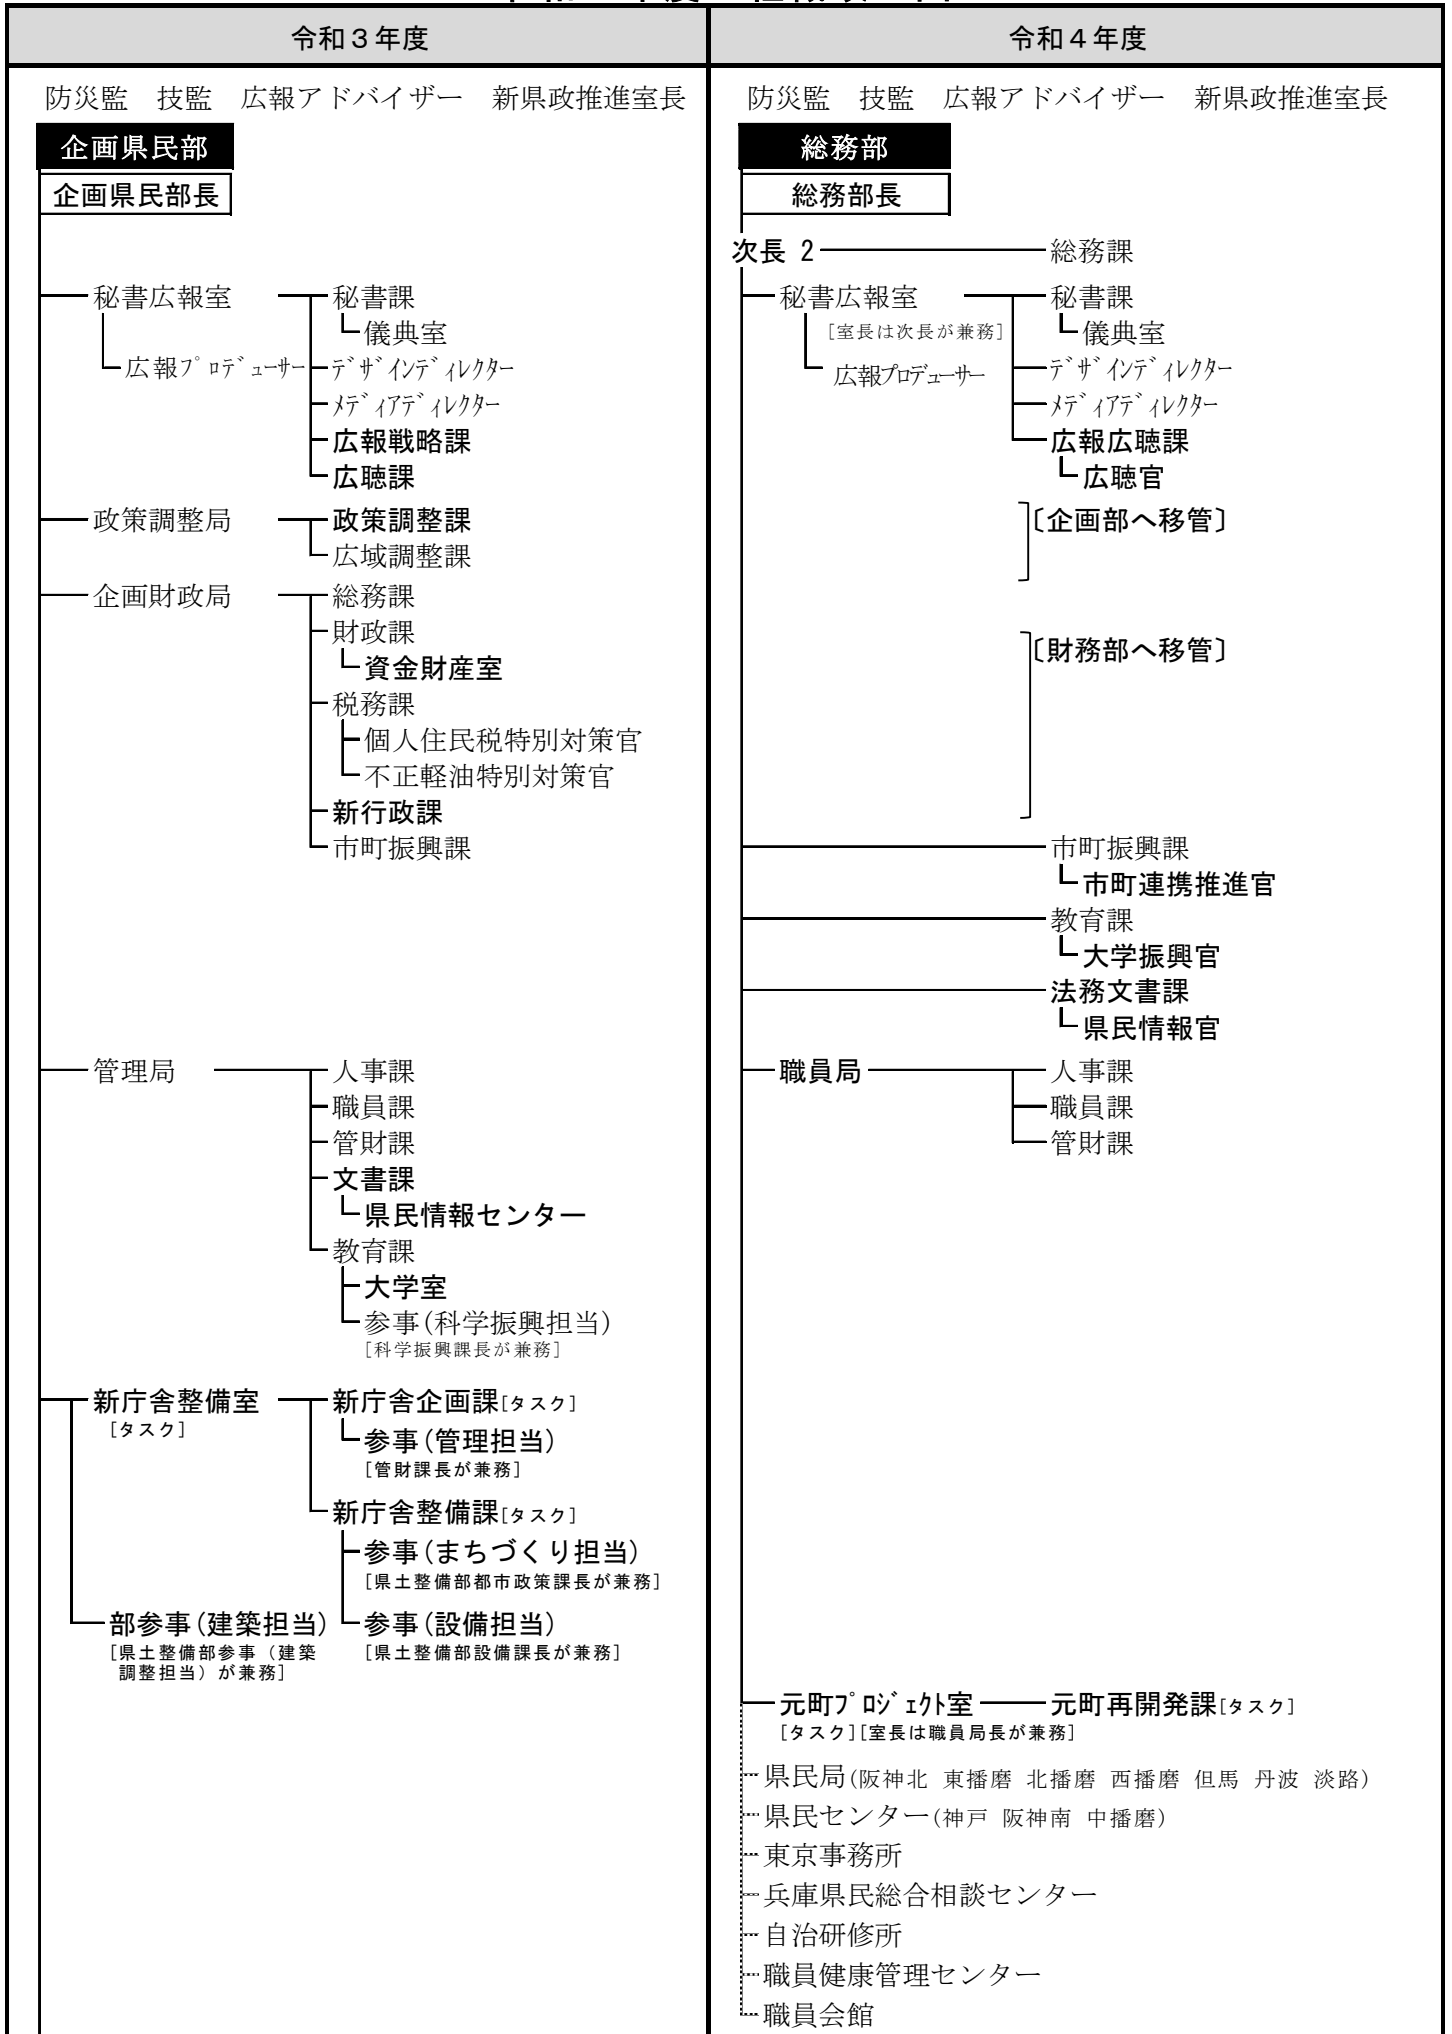 令和３年度
令和４年度
防災監　技監　広報アドバイザー　新県政推進室長
企画県民部
企画県民部長
秘書広報室
秘書課
儀典室
広報プロデューサー
デザインディレクター
メディアディレクター
広報戦略課
広聴課
政策調整局
政策調整課
広域調整課
企画財政局
総務課
財政課
資金財産室
税務課
個人住民税特別対策官
不正軽油特別対策官
新行政課
市町振興課
管理局
人事課
職員課
管財課
文書課
県民情報センター
教育課
大学室
参事(科学振興担当)
[科学振興課長が兼務]
新庁舎整備室
[タスク]
新庁舎企画課[タスク]
参事(管理担当)
[管財課長が兼務]
新庁舎整備課[タスク]
参事(まちづくり担当)
[県土整備部都市政策課長が兼務]
部参事(建築担当)
[県土整備部参事（建築
調整担当）が兼務]
参事(設備担当)
[県土整備部設備課長が兼務]
防災監　技監　広報アドバイザー　新県政推進室長
総務部
総務部長
次長 2
総務課
秘書広報室
[室長は次長が兼務]
秘書課
儀典室
広報プロデューサー
デザインディレクター
メディアディレクター
広報広聴課
広聴官
〔企画部へ移管〕
〔財務部へ移管〕
市町振興課
市町連携推進官
教育課
大学振興官
法務文書課
県民情報官
職員局
人事課
職員課
管財課
元町プロジェクト室
[タスク][室長は職員局長が兼務]
元町再開発課[タスク]
県民局(阪神北 東播磨 北播磨 西播磨 但馬 丹波 淡路)
県民センター(神戸 阪神南 中播磨)
東京事務所
兵庫県民総合相談センター
自治研修所
職員健康管理センター
職員会館